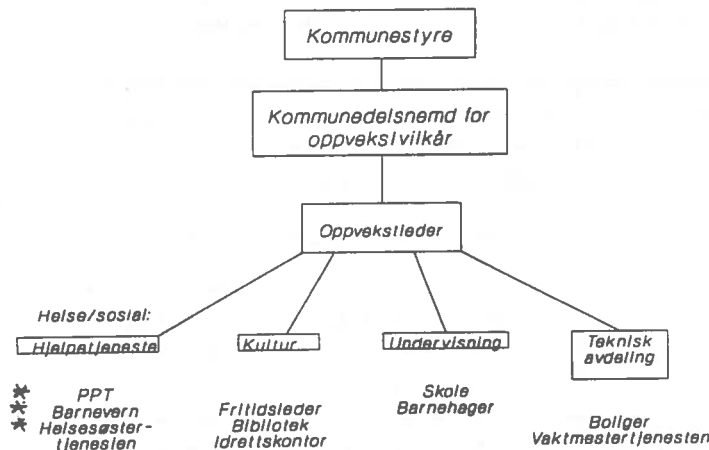 Kommunestyre
Kommunedelsnemd for
oppvekstvilkår
Oppvekstleder
Helse/sosial:
Hjelpetjeneste
Kultur
Undervisning
Teknisk
avdeling
PPT
Barnevern
Helsesøster-
tjenesten
Fritidsleder
Bibliotek
Idrettskontor
Skole
Barnehager
Boliger
Vaktmestertjenesten